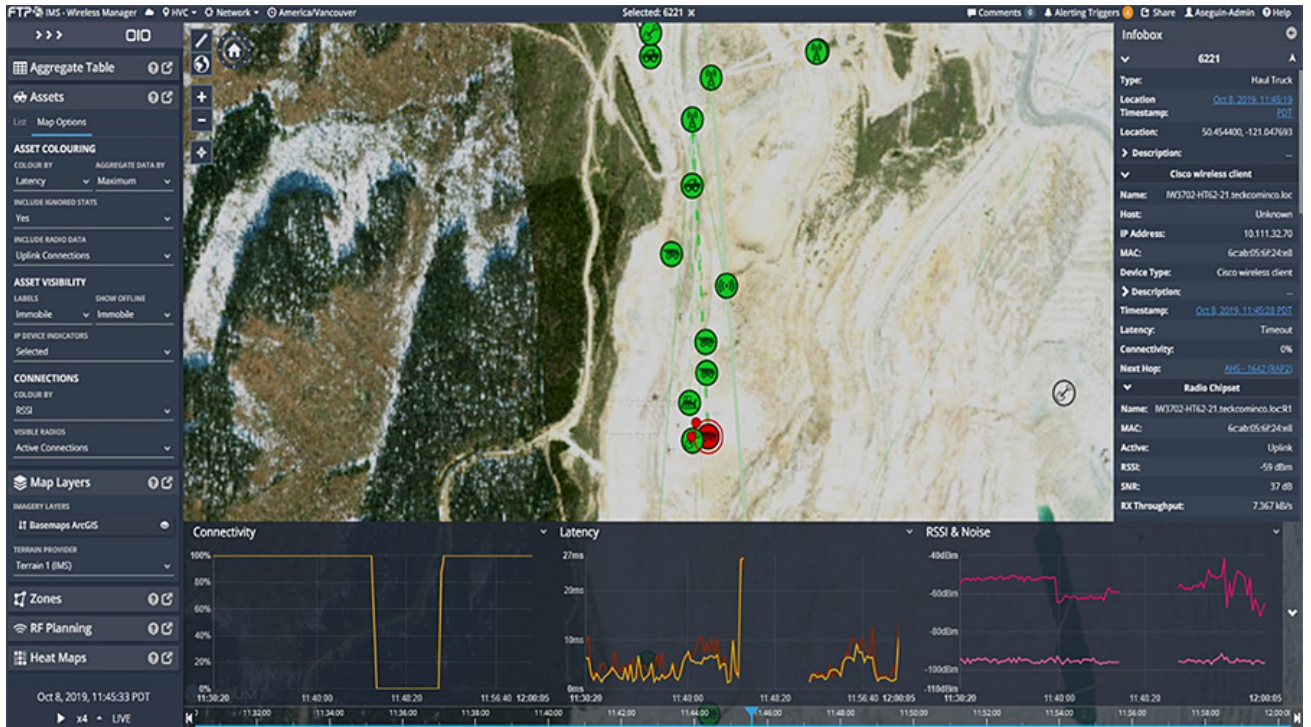 FTP IMS - Wireless Manager HVC Network America/Vancouver Selected: 6221 x Comments 0 Alerting Triggers Share Aseguin-Admin Help
>>>
Aggregate Table
Assets
List Map Options
ASSET COLOURING
COLOUR BY AGGREGATE DATA BY
Latency Maximum
INCLUDE IGNORED STATS
Yes
INCLUDE RADIO DATA
Uplink Connections
ASSET VISIBILITY
LABELS SHOW OFFLINE
Immobile Immobile
IP DEVICE INDICATORS
Selected
CONNECTIONS
COLOUR BY
RSSI
VISIBLE RADIOS
Active Connections
Map Layers
IMAGERY LAYERS
Basemaps ArcGIS
TERRAIN PROVIDER
Terrain 1 (IMS)
Zones
RF Planning
Heat Maps
Oct 8, 2019, 11:45:33 PDT
x4 LIVE
Infobox
6221
Type: Haul Truck
Location Oct 8, 2019, 11:45:19
Timestamp: PDT
Location: 50.454400, -121.047693
> Description: ...
Cisco wireless client
Name: IW3702-HT62-21.teckcominco.loc
Host: Unknown
IP Address: 10.111.32.70
MAC: 6c:ab:05:6f:24:e8
Device Type: Cisco wireless client
> Description: ...
Timestamp: Oct 8, 2019, 11:45:28 PDT
Latency: Timeout
Connectivity: 0%
Next Hop: AHS - 1642 (RAP2)
Radio Chipset
Name: IW3702-HT62-21.teckcominco.loc:R1
MAC: 6c:ab:05:6f:24:e8
Active: Uplink
RSSI: -59 dBm
SNR: 37 dB
RX Throughput: 7.367 kB/s
Connectivity
100%
80%
60%
40%
20%
0%
11:30:20 11:40:00 11:48:20 11:56:40 12:00:05
Latency
27ms
20ms
10ms
0ms
11:30:20 11:40:00 11:48:20 12:00:05
RSSI & Noise
-40dBm
-60dBm
-80dBm
-100dBm
-110dBm
11:30:20 11:40:00 11:48:20 12:00:05
11:32:00 11:34:00 11:36:00 11:38:00 11:40:00 11:42:00 11:44:00 11:46:00 11:48:00 11:50:00 11:52:00 11:54:00 11:56:00 11:58:00